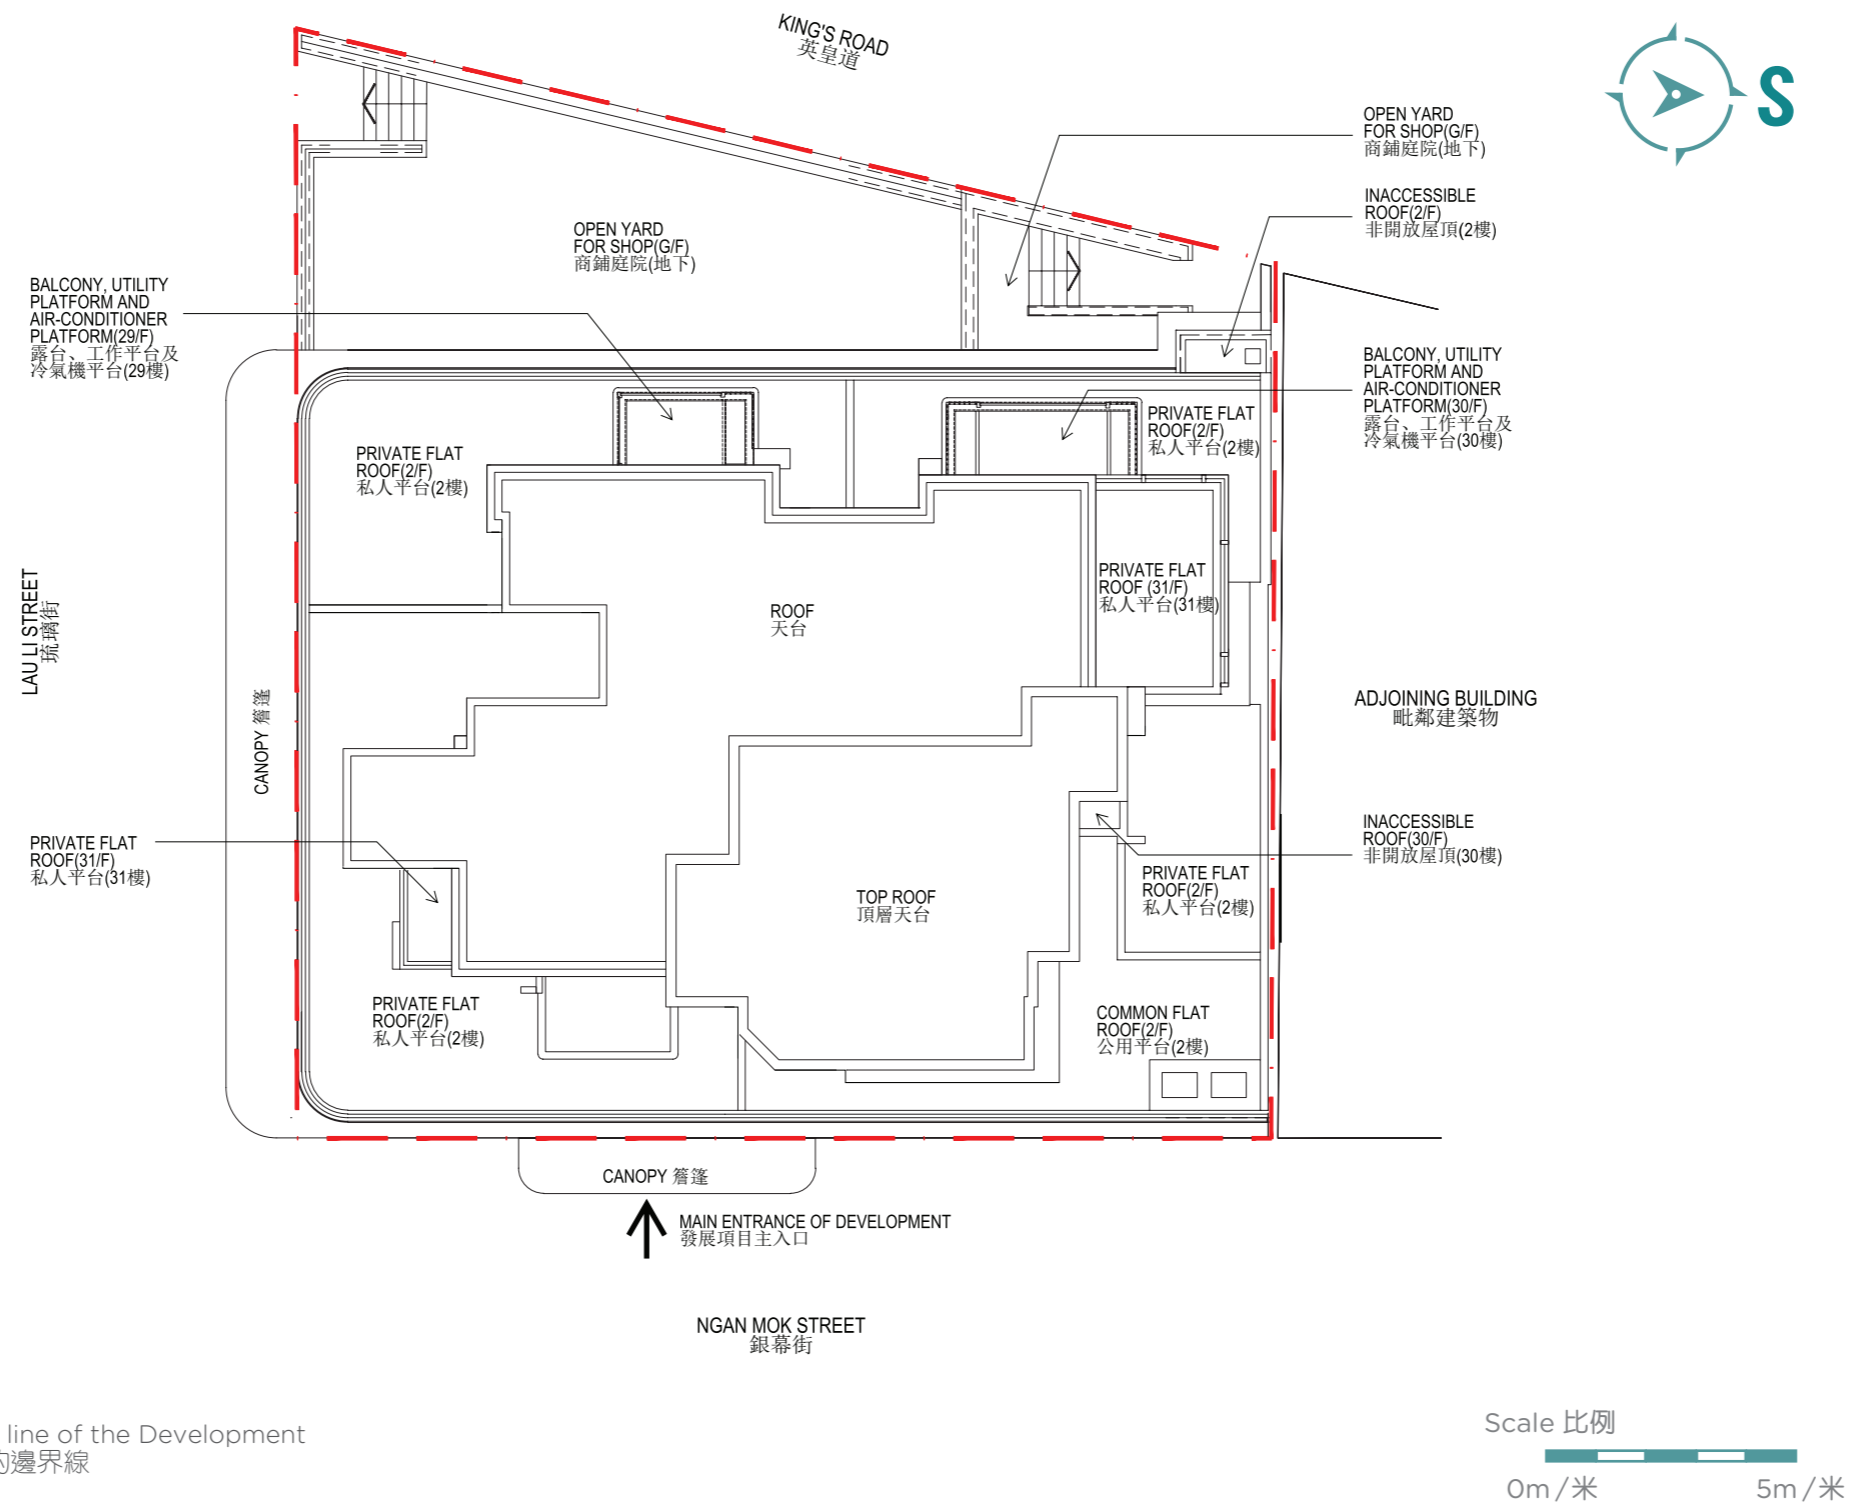 KING'S ROAD
英皇道
S
OPEN YARD
FOR SHOP(G/F)
商鋪庭院(地下)
INACCESSIBLE
ROOF(2/F)
非開放屋頂(2樓)
OPEN YARD
FOR SHOP(G/F)
商鋪庭院(地下)
BALCONY, UTILITY
PLATFORM AND
AIR-CONDITIONER
PLATFORM(29/F)
露台、工作平台及
冷氣機平台(29樓)
BALCONY, UTILITY
PLATFORM AND
AIR-CONDITIONER
PLATFORM(30/F)
露台、工作平台及
冷氣機平台(30樓)
PRIVATE FLAT
ROOF(2/F)
私人平台(2樓)
PRIVATE FLAT
ROOF(2/F)
私人平台(2樓)
LAU LI STREET
琉璃街
PRIVATE FLAT
ROOF (31/F)
私人平台(31樓)
ROOF
天台
CANOPY 簷篷
ADJOINING BUILDING
毗鄰建築物
PRIVATE FLAT
ROOF(31/F)
私人平台(31樓)
INACCESSIBLE
ROOF(30/F)
非開放屋頂(30樓)
PRIVATE FLAT
ROOF(2/F)
私人平台(2樓)
TOP ROOF
頂層天台
PRIVATE FLAT
ROOF(2/F)
私人平台(2樓)
COMMON FLAT
ROOF(2/F)
公用平台(2樓)
CANOPY 簷篷
MAIN ENTRANCE OF DEVELOPMENT
發展項目主入口
NGAN MOK STREET
銀幕街
line of the Development
的邊界線
Scale 比例
0m/米 5m/米